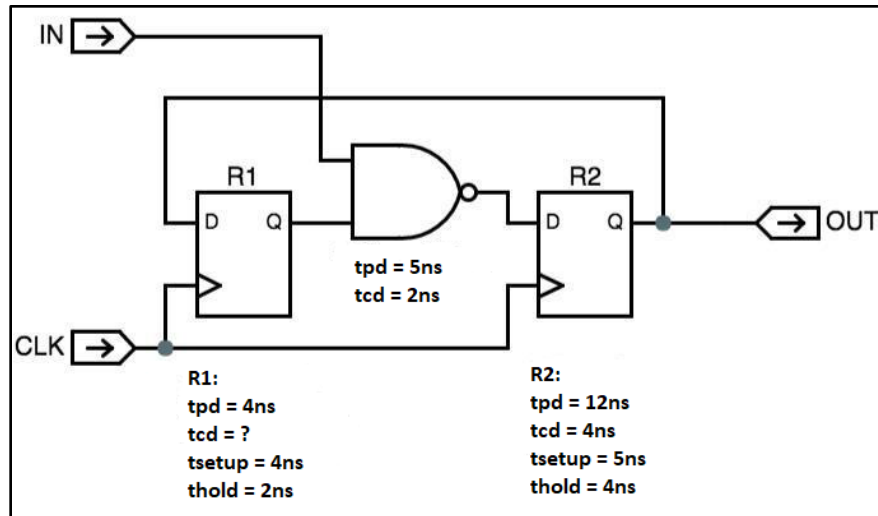 IN
R1
R2
D Q
D Q
OUT
tpd = 5ns
tcd = 2ns
CLK
R1:
tpd = 4ns
tcd = ?
tsetup = 4ns
thold = 2ns
R2:
tpd = 12ns
tcd = 4ns
tsetup = 5ns
thold = 4ns